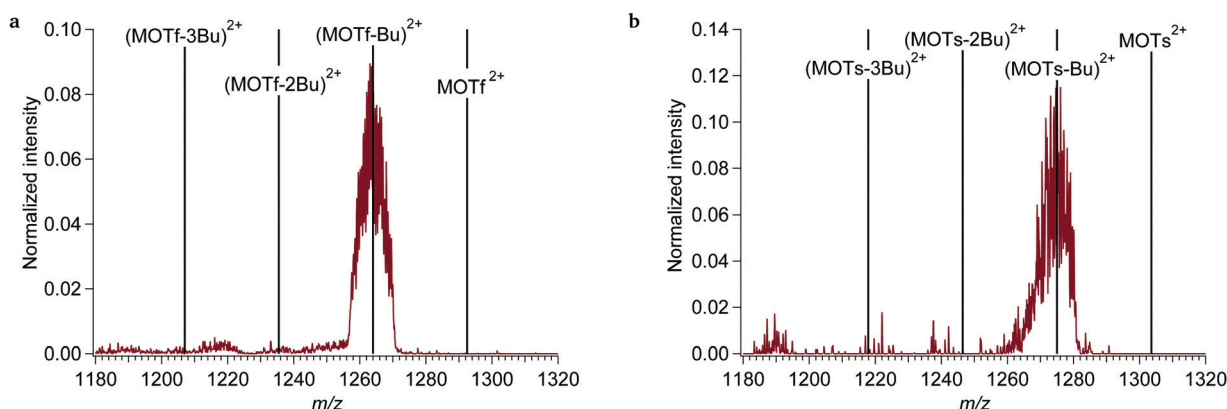 a
0.10
0.08
0.06
0.04
0.02
0.00
Normalized intensity
(MOTf-3Bu)2+
(MOTf-2Bu)2+
(MOTf-Bu)2+
MOTf 2+
1180 1200 1220 1240 1260 1280 1300 1320
m/z
b
0.14
0.12
0.10
0.08
0.06
0.04
0.02
0.00
Normalized intensity
(MOTs-3Bu)2+
(MOTs-2Bu)2+
(MOTs-Bu)2+
MOTs2+
1180 1200 1220 1240 1260 1280 1300 1320
m/z